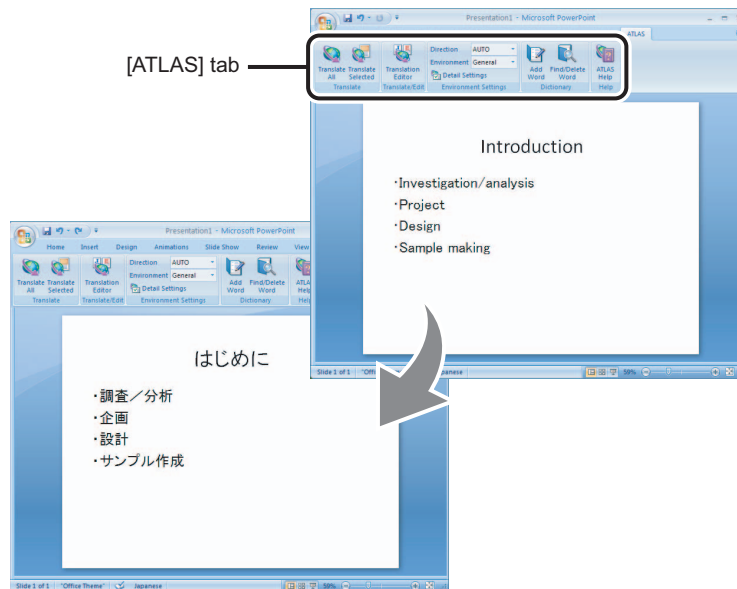 [ATLAS] tab
Presentation1 - Microsoft PowerPoint
ATLAS
Translate All
Translate Selected
Translation Editor
Direction AUTO
Environment General
Detail Settings
Add Word
Find/Delete Word
ATLAS Help
Translate
Translate/Edit
Environment Settings
Dictionary
Help
Introduction
・Investigation/analysis
・Project
・Design
・Sample making
Slide 1 of 1
59%
Presentation1 - Microsoft PowerPoint
Home Insert Design Animations Slide Show Review View
Translate All
Translate Selected
Translation Editor
Direction AUTO
Environment General
Detail Settings
Add Word
Find/Delete Word
Translate
Translate/Edit
Environment Settings
Dictionary
はじめに
・調査／分析
・企画
・設計
・サンプル作成
Slide 1 of 1 "Office Theme" Japanese
59%